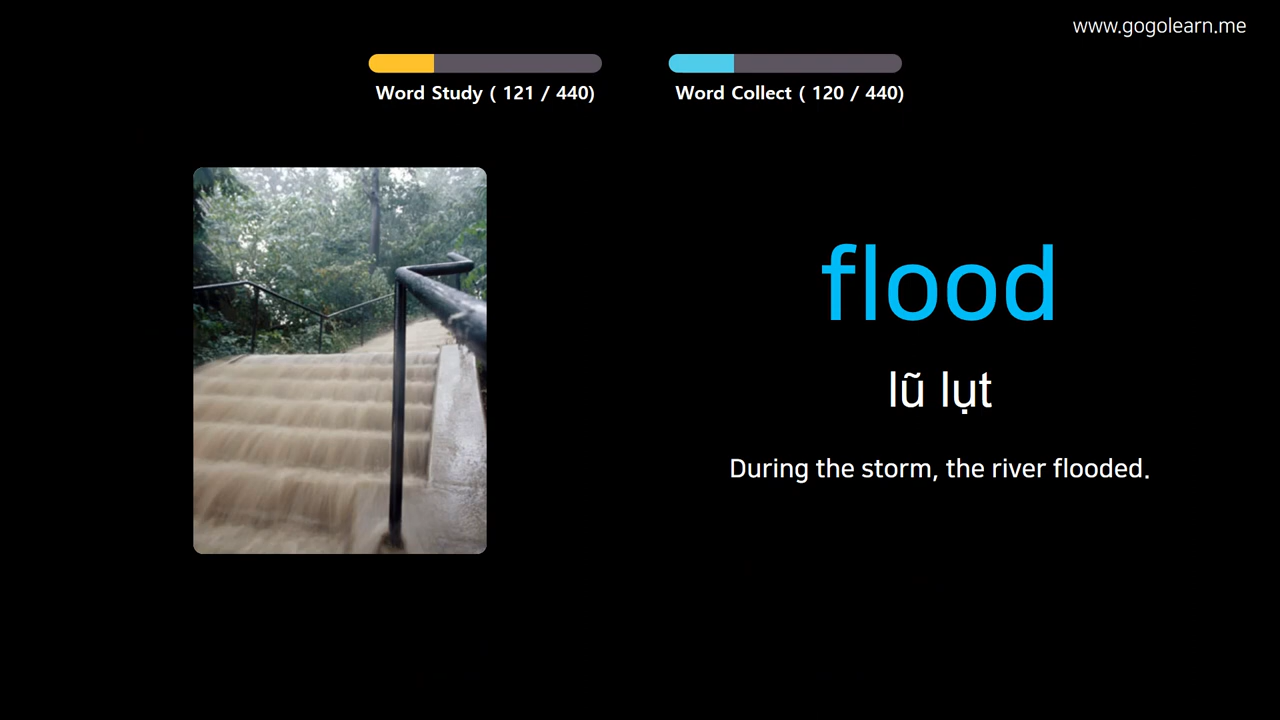 www.gogolearn.me
Word Study ( 121 / 440)
Word Collect ( 120 / 440)
flood
lũ lụt
During the storm, the river flooded.